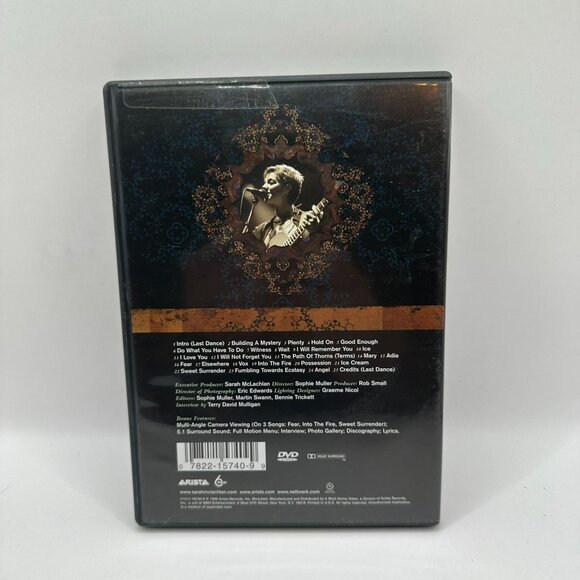 1 Intro (Last Dance) 2 Building A Mystery 3 Plenty 4 Hold On 5 Good Enough
6 Do What You Have To Do 7 Witness 8 Wait 9 I Will Remember You 10 Ice
11 I Love You 12 I Will Not Forget You 13 The Path Of Thorns (Terms) 14 Mary 15 Adia
16 Fear 17 Elsewhere 18 Vox 19 Into The Fire 20 Possession 21 Ice Cream
22 Sweet Surrender 23 Fumbling Towards Ecstasy 24 Angel 25 Credits (Last Dance)
Executive Producer: Sarah McLachlan Director: Sophie Muller Producer: Rob Small
Director of Photography: Eric Edwards Lighting Designer: Graeme Nicol
Editors: Sophie Muller, Martin Swann, Bennie Trickett
Interview by Terry David Mulligan
Bonus Features:
Multi-Angle Camera Viewing (On 3 Songs: Fear, Into The Fire, Sweet Surrender);
5.1 Surround Sound; Full Motion Menu; Interview; Photo Gallery; Discography; Lyrics.
0 7822-15740-9 9
DVD
DOLBY SURROUND
ARISTA
www.sarahmclachlan.com www.arista.com www.nettwerk.com